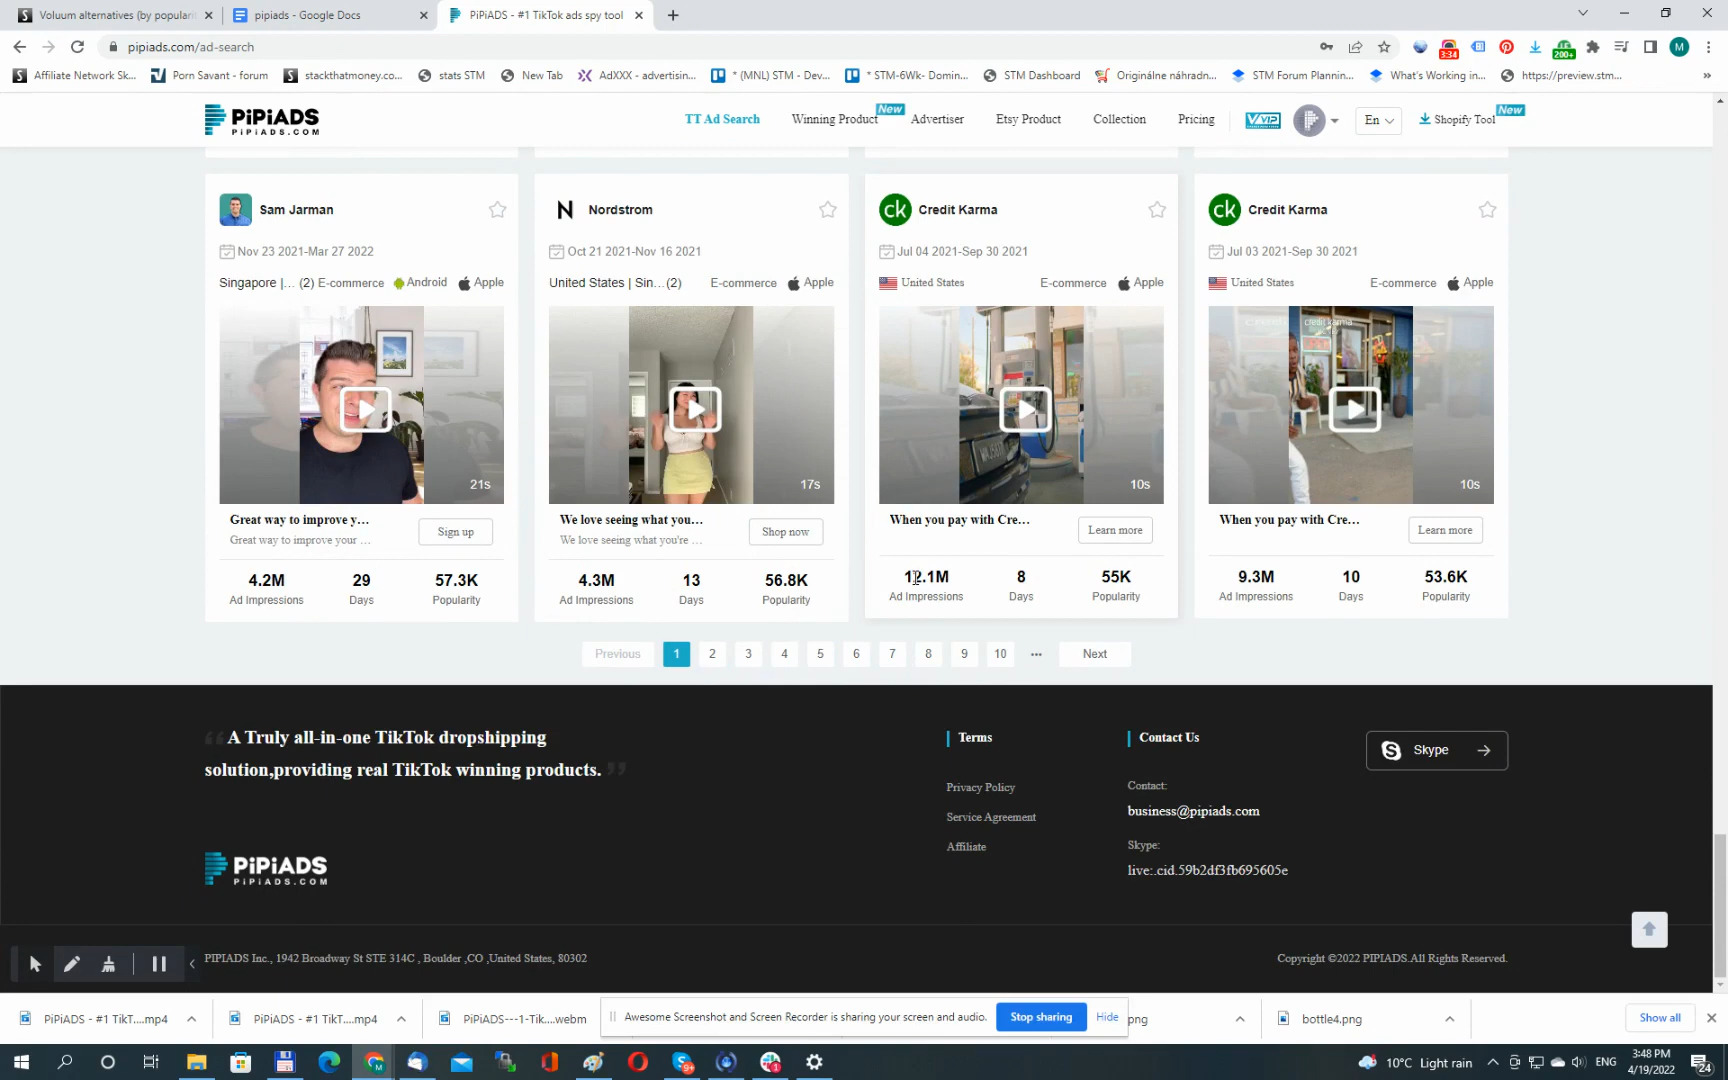 Voluum alternatives (by populari
pipiads - Google Docs
PiPiADS - #1 TikTok ads spy tool
pipiads.com/ad-search
3:34
200+
M
Affiliate Network Sk...
Porn Savant - forum
stackthatmoney.co...
stats STM
New Tab
AdXXX - advertisin...
* (MNL) STM - Dev...
* STM-6Wk- Domin...
STM Dashboard
Originálne náhradn...
STM Forum Plannin...
What's Working in...
https://preview.stm...
PiPiADS
PiPiADS.COM
TT Ad Search
Winning Product
New
Advertiser
Etsy Product
Collection
Pricing
VIP
En
Shopify Tool
New
Sam Jarman
Nov 23 2021-Mar 27 2022
Singapore |... (2) E-commerce Android Apple
21s
Great way to improve y...
Great way to improve your ...
Sign up
4.2M 29 57.3K
Ad Impressions Days Popularity
N Nordstrom
Oct 21 2021-Nov 16 2021
United States | Sin...(2) E-commerce Apple
17s
We love seeing what you...
We love seeing what you're ...
Shop now
4.3M 13 56.8K
Ad Impressions Days Popularity
ck Credit Karma
Jul 04 2021-Sep 30 2021
United States E-commerce Apple
10s
When you pay with Cre...
Learn more
12.1M 8 55K
Ad Impressions Days Popularity
ck Credit Karma
Jul 03 2021-Sep 30 2021
United States E-commerce Apple
credit karma
10s
When you pay with Cre...
Learn more
9.3M 10 53.6K
Ad Impressions Days Popularity
Previous 1 2 3 4 5 6 7 8 9 10 ••• Next
“ A Truly all-in-one TikTok dropshipping
solution,providing real TikTok winning products. ”
PiPiADS
PiPiADS.COM
Terms
Privacy Policy
Service Agreement
Affiliate
Contact Us
Contact:
business@pipiads.com
Skype:
live:.cid.59b2df3fb695605e
Skype
PIPIADS Inc., 1942 Broadway St STE 314C , Boulder ,CO ,United States, 80302
Copyright ©2022 PIPIADS.All Rights Reserved.
PiPiADS - #1 TikT....mp4
PiPiADS - #1 TikT....mp4
PiPiADS---1-Tik....webm
Awesome Screenshot and Screen Recorder is sharing your screen and audio.
Stop sharing
Hide
png
bottle4.png
Show all
10°C Light rain
ENG
3:48 PM
4/19/2022
24